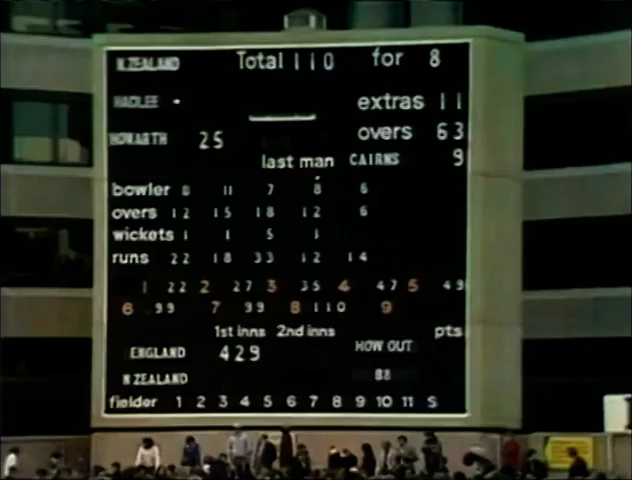 N.ZEALAND Total 110 for 8
HADLEE extras 11
HOWARTH 25 overs 63
last man CAIRNS 9
bowler 8 11 7 8 6
overs 12 15 18 12 6
wickets 1 1 5 1
runs 22 18 33 12 14
1 22 2 27 3 35 4 47 5 49
6 99 7 99 8 110 9
1st inns 2nd inns pts
ENGLAND 429 HOW OUT
N ZEALAND
fielder 1 2 3 4 5 6 7 8 9 10 11 S